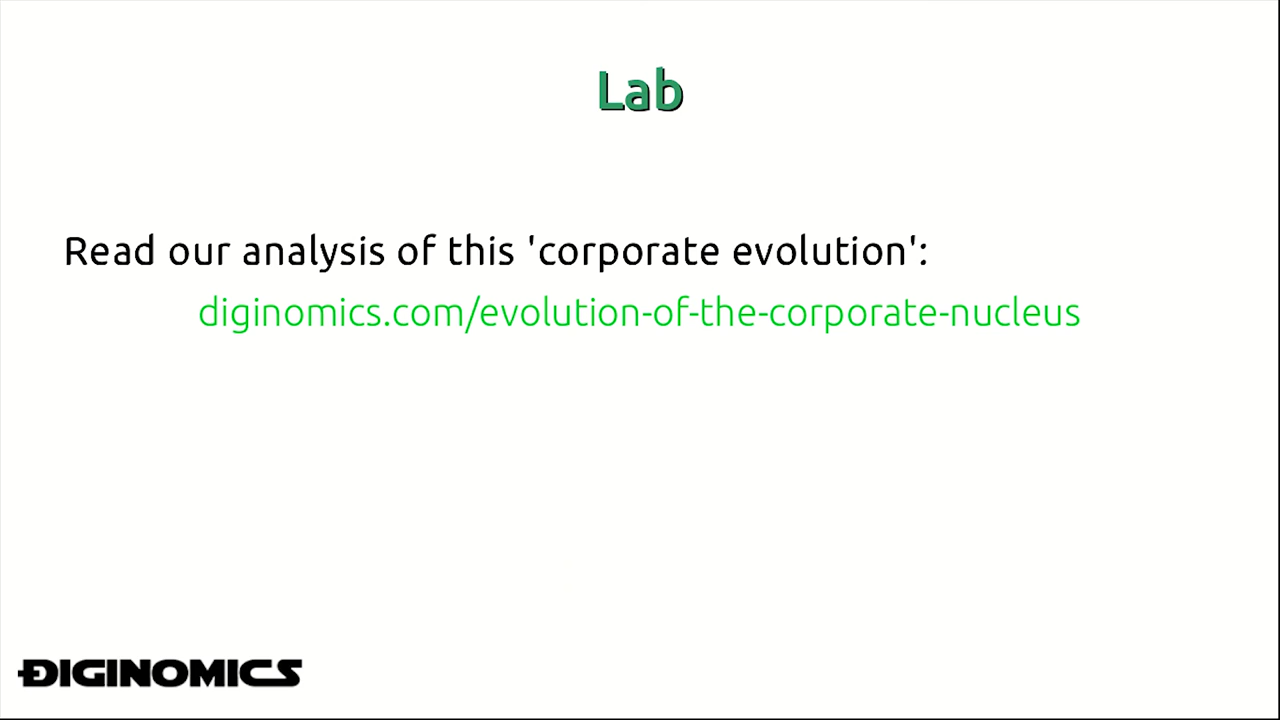 Lab
Read our analysis of this 'corporate evolution':
diginomics.com/evolution-of-the-corporate-nucleus
DIGINOMICS